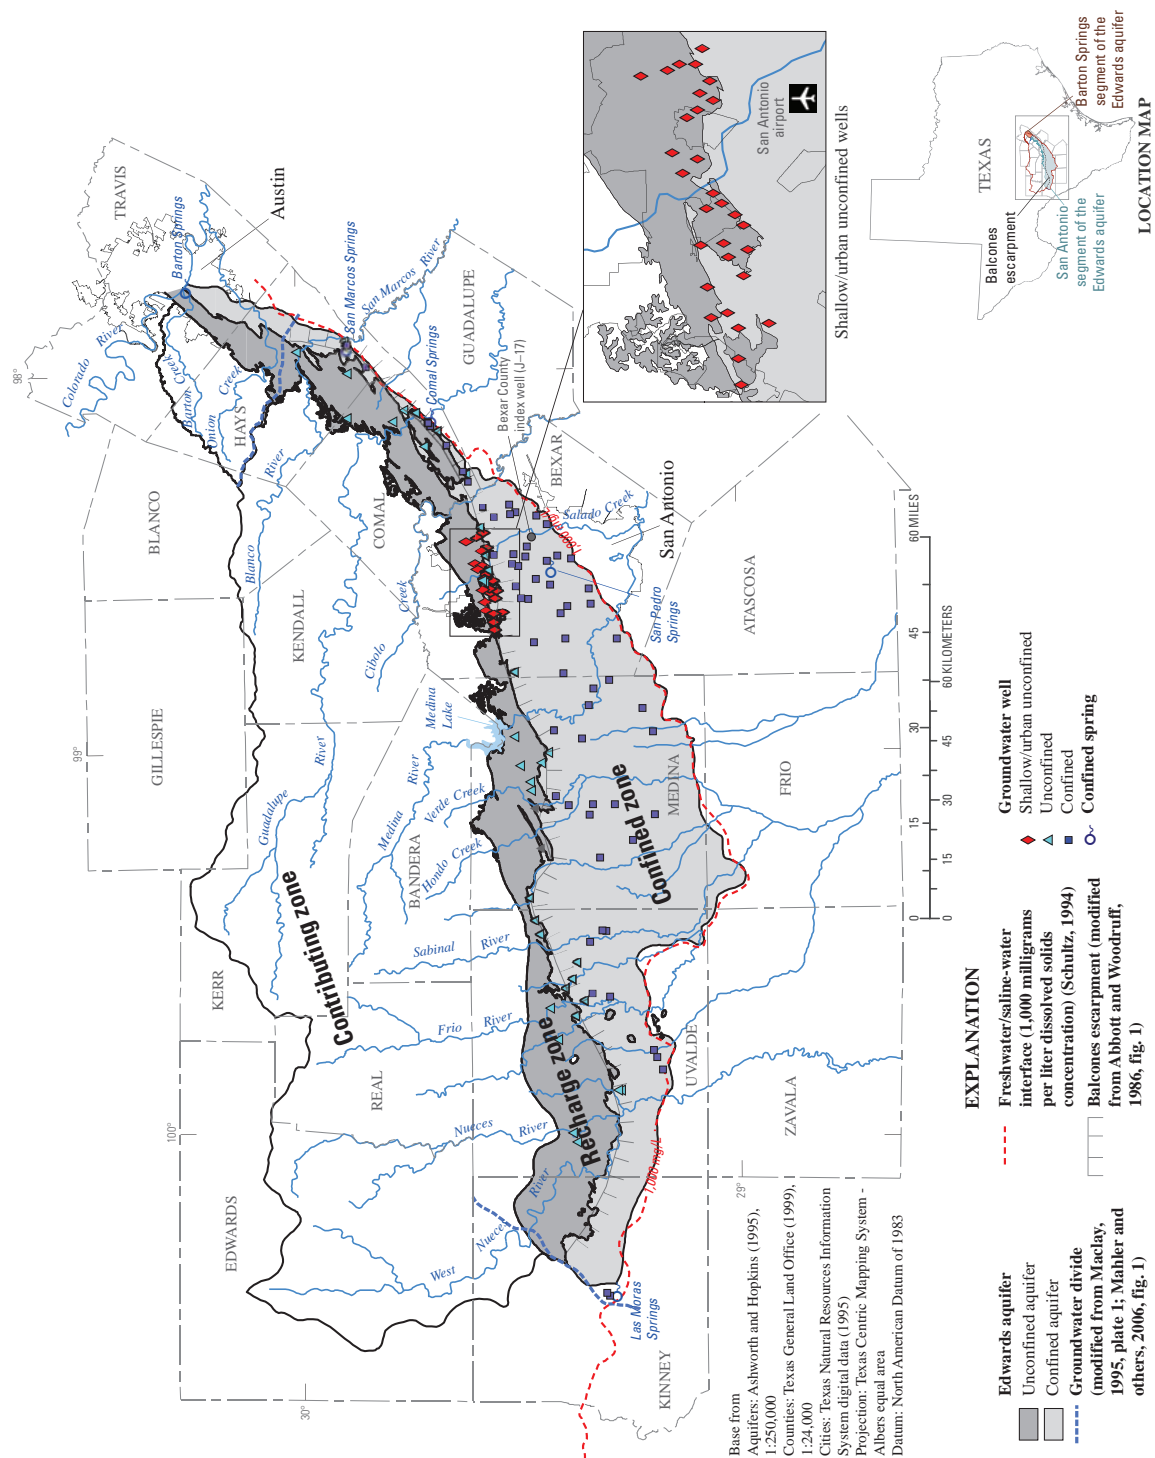 98°
99°
100°
30°
29°
TRAVIS
BLANCO
HAYS
GILLESPIE
KENDALL
COMAL
GUADALUPE
BEXAR
KERR
BANDERA
MEDINA
ATASCOSA
FRIO
EDWARDS
REAL
UVALDE
ZAVALA
KINNEY
Austin
San Antonio
Colorado River
Barton Creek
Onion Creek
Barton Springs
San Marcos Springs
San Marcos River
Comal Springs
Blanco River
Guadalupe River
Cibolo Creek
Salado Creek
San Pedro
Springs
Medina
Lake
Medina River
Verde Creek
Hondo Creek
Sabinal River
Frio River
Nueces River
West Nueces River
Las Moras
Springs
Bexar County
index well (J–17)
Contributing zone
Recharge zone
Confined zone
1,000 mg/L
1,000 mg/L
San Antonio
airport
Shallow/urban unconfined wells
TEXAS
Balcones
escarpment
San Antonio
segment of the
Edwards aquifer
Barton Springs
segment of the
Edwards aquifer
LOCATION MAP
0 15 30 45 60 MILES
0 15 30 45 60 KILOMETERS
Base from
Aquifers: Ashworth and Hopkins (1995),
1:250,000
Counties: Texas General Land Office (1999),
1:24,000
Cities: Texas Natural Resources Information
System digital data (1995)
Projection: Texas Centric Mapping System -
Albers equal area
Datum: North American Datum of 1983
EXPLANATION
Edwards aquifer
Unconfined aquifer
Confined aquifer
Groundwater divide
(modified from Maclay,
1995, plate 1; Mahler and
others, 2006, fig. 1)
Freshwater/saline-water
interface (1,000 milligrams
per liter dissolved solids
concentration) (Schultz, 1994)
Balcones escarpment (modified
from Abbott and Woodruff,
1986, fig. 1)
Groundwater well
Shallow/urban unconfined
Unconfined
Confined
Confined spring